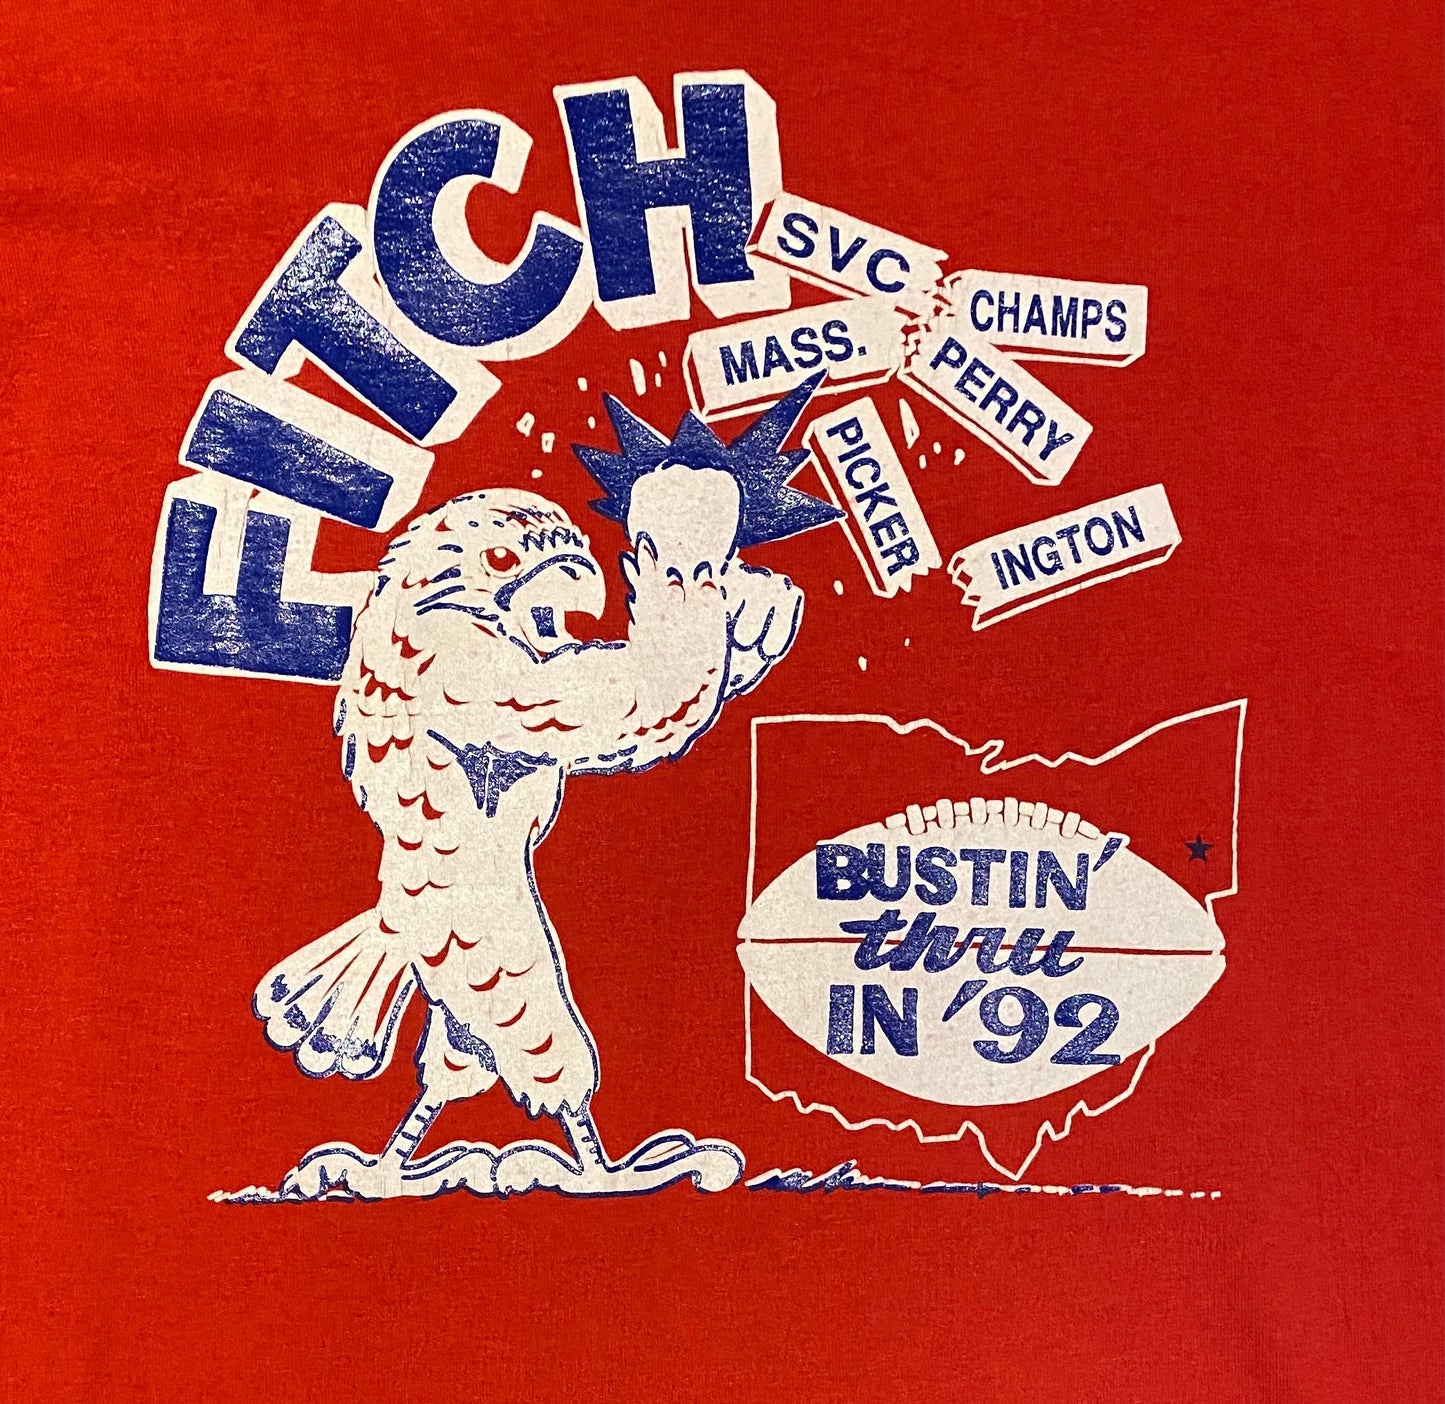 FITCH
SVC
CHAMPS
MASS.
PERRY
PICKER
INGTON
BUSTIN'
thru
IN '92